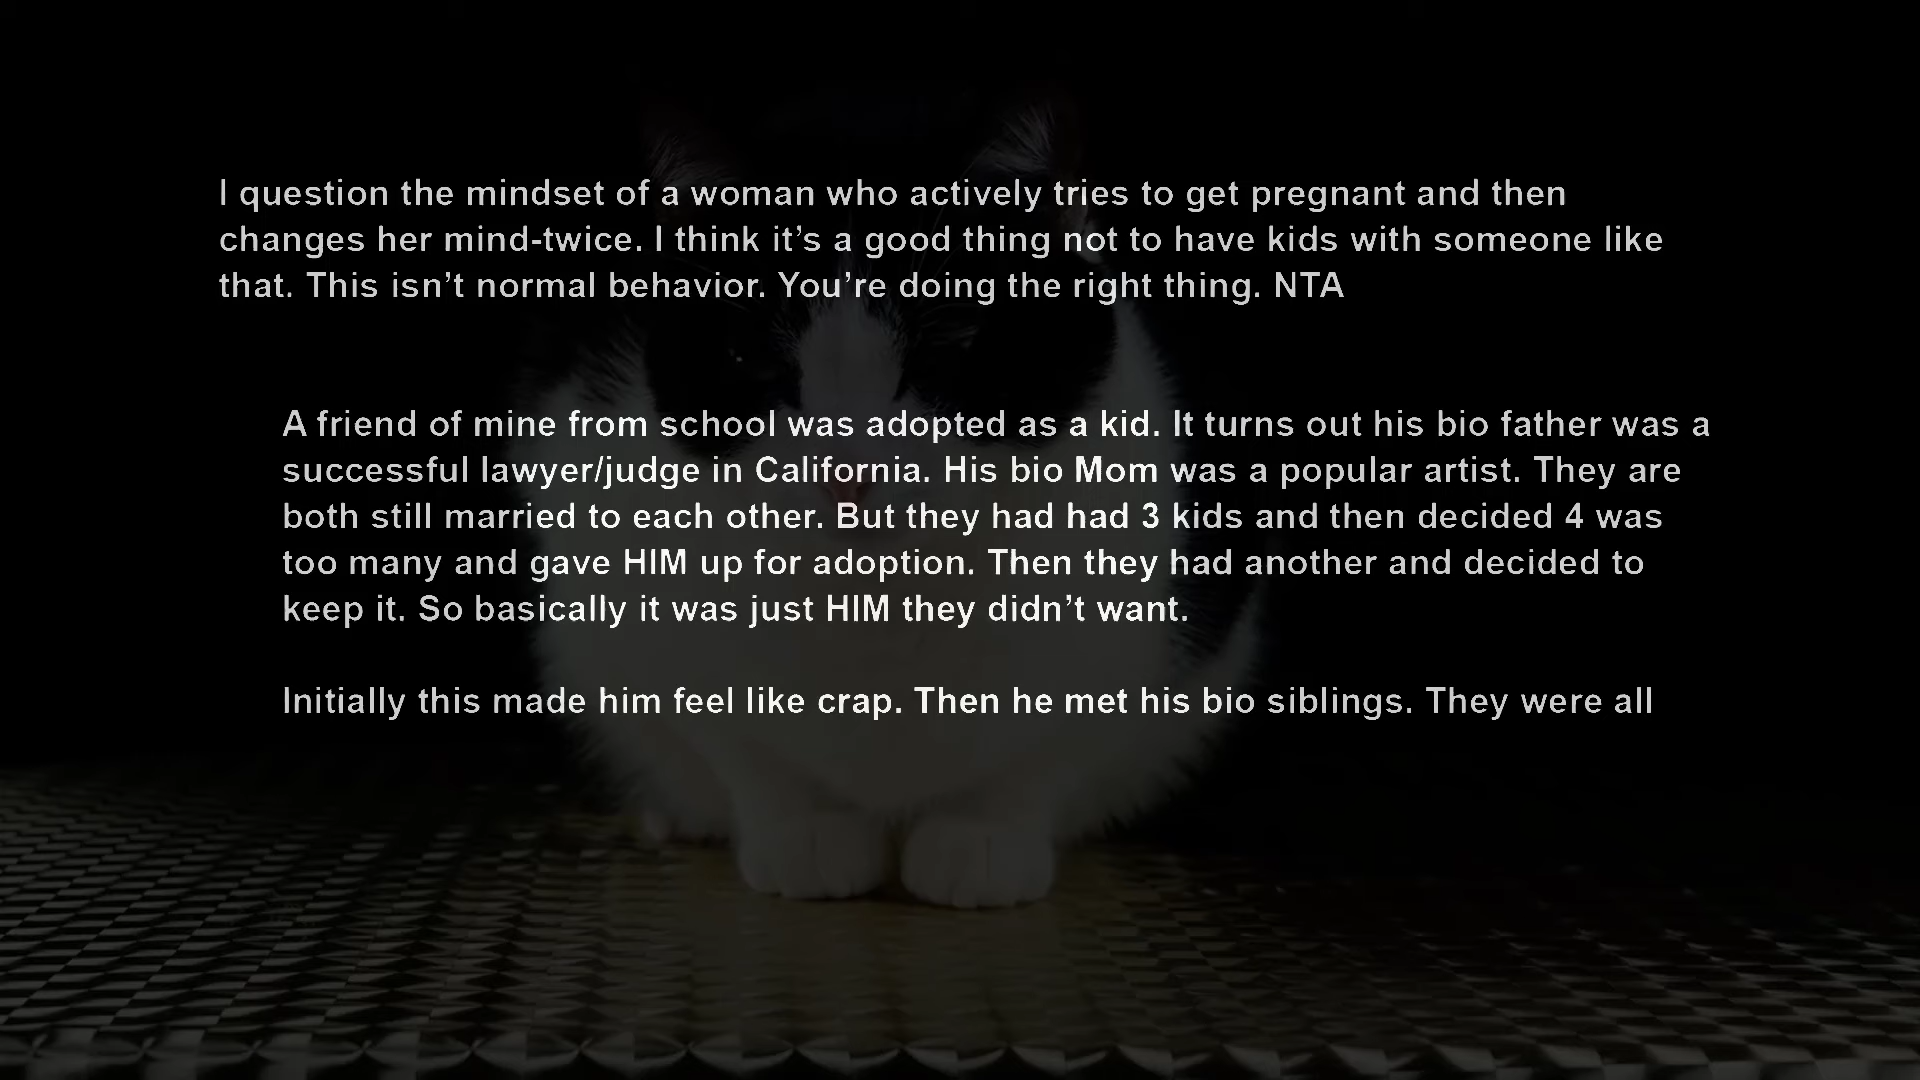 I question the mindset of a woman who actively tries to get pregnant and then
changes her mind-twice. I think it’s a good thing not to have kids with someone like
that. This isn’t normal behavior. You’re doing the right thing. NTA
A friend of mine from school was adopted as a kid. It turns out his bio father was a
successful lawyer/judge in California. His bio Mom was a popular artist. They are
both still married to each other. But they had had 3 kids and then decided 4 was
too many and gave HIM up for adoption. Then they had another and decided to
keep it. So basically it was just HIM they didn’t want.
Initially this made him feel like crap. Then he met his bio siblings. They were all